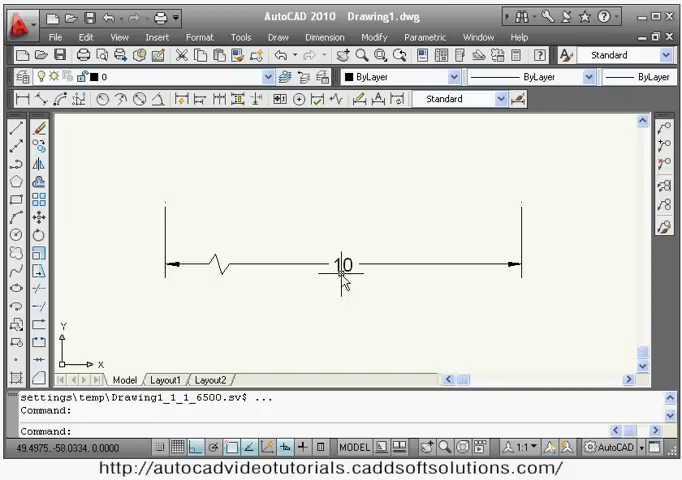 AutoCAD 2010 Drawing1.dwg
File Edit View Insert Format Tools Draw Dimension Modify Parametric Window Help
Standard
0 ByLayer ByLayer ByLayer
Standard
10
Y
X
Model Layout1 Layout2
settings\temp\Drawing1_1_1_6500.sv$ ...
Command:
Command:
49.4975, -58.0334, 0.0000 MODEL 1:1 AutoCAD
http://autocadvideotutorials.caddsoftsolutions.com/